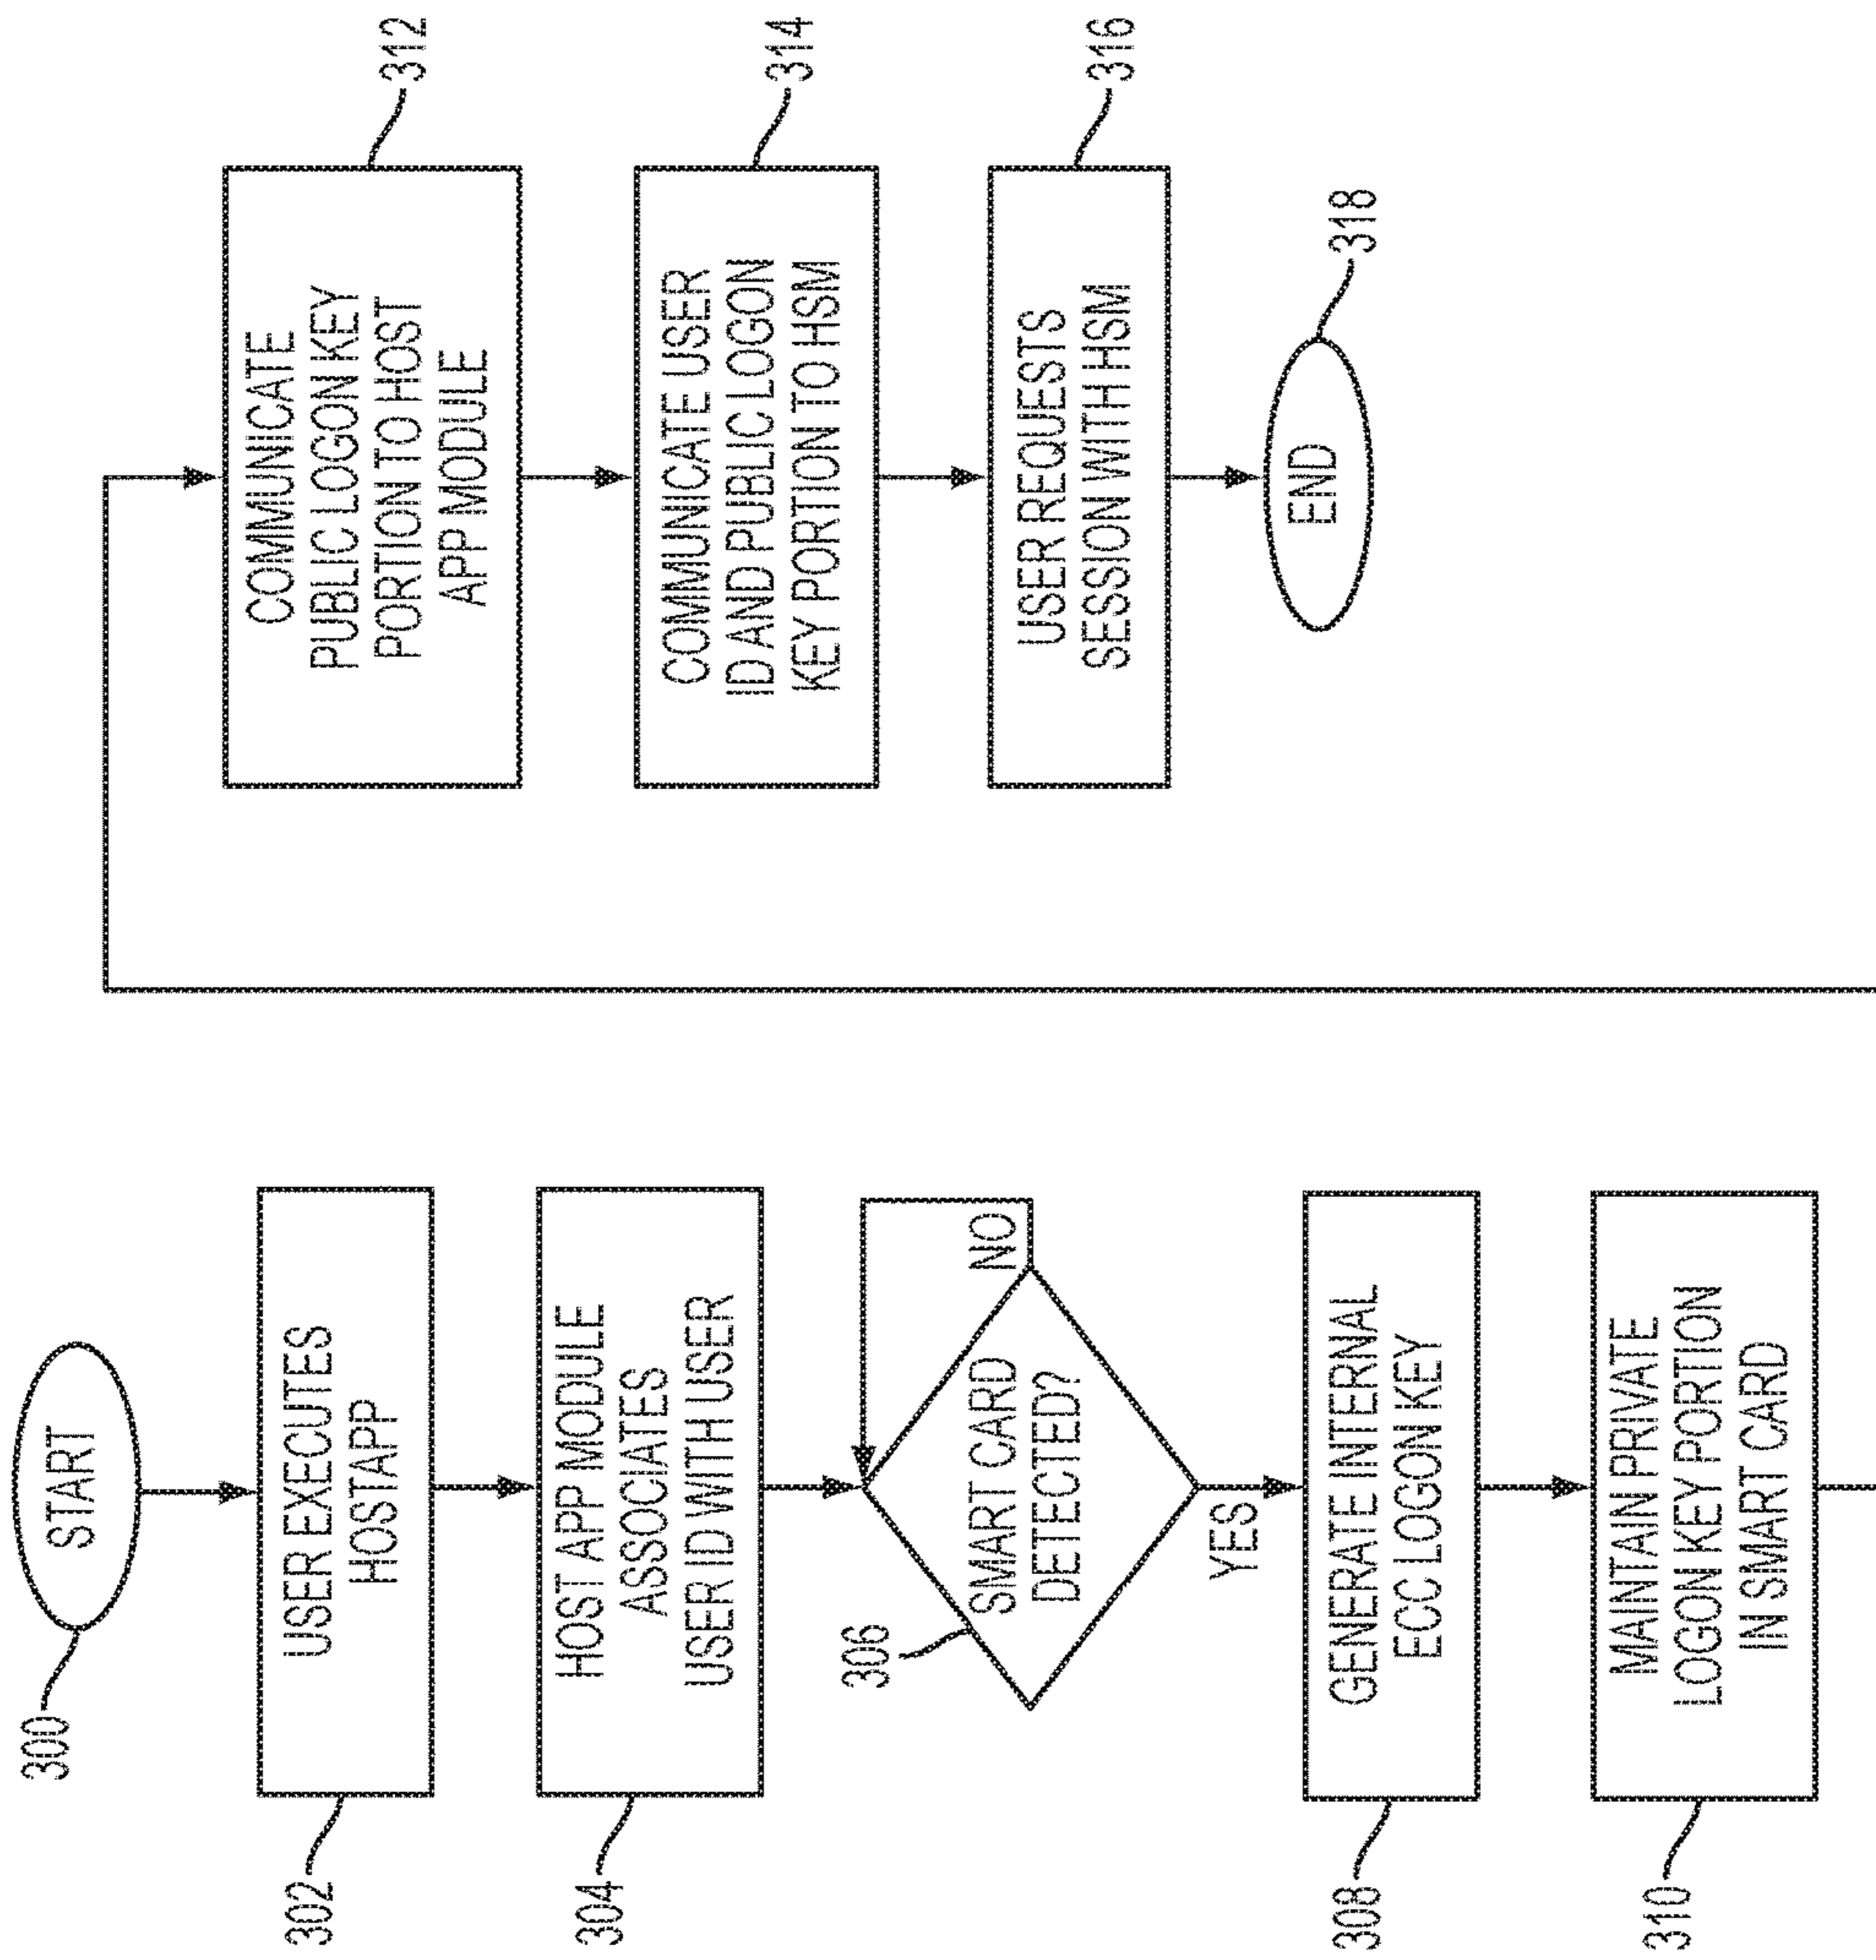 300
START
302
USER EXECUTES
HOSTAPP
304
HOST APP MODULE
ASSOCIATES
USER ID WITH USER
306
SMART CARD
DETECTED?
NO
YES
308
GENERATE INTERNAL
ECC LOGON KEY
310
MAINTAIN PRIVATE
LOGON KEY PORTION
IN SMART CARD
312
COMMUNICATE
PUBLIC LOGON KEY
PORTION TO HOST
APP MODULE
314
COMMUNICATE USER
ID AND PUBLIC LOGON
KEY PORTION TO HSM
316
USER REQUESTS
SESSION WITH HSM
318
END